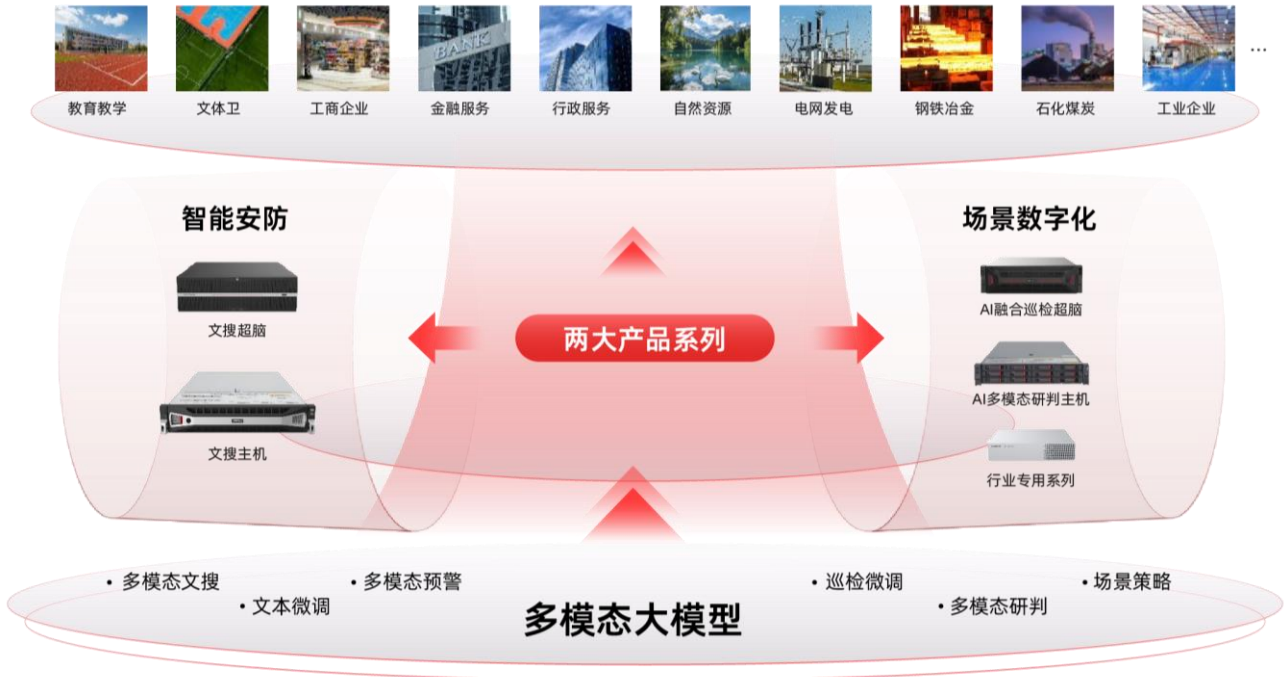 教育教学
文体卫
工商企业
金融服务
行政服务
自然资源
电网发电
钢铁冶金
石化煤炭
工业企业
...
BANK
智能安防
文搜超脑
文搜主机
两大产品系列
场景数字化
AI融合巡检超脑
AI多模态研判主机
行业专用系列
• 多模态文搜
• 文本微调
• 多模态预警
多模态大模型
• 巡检微调
• 多模态研判
• 场景策略